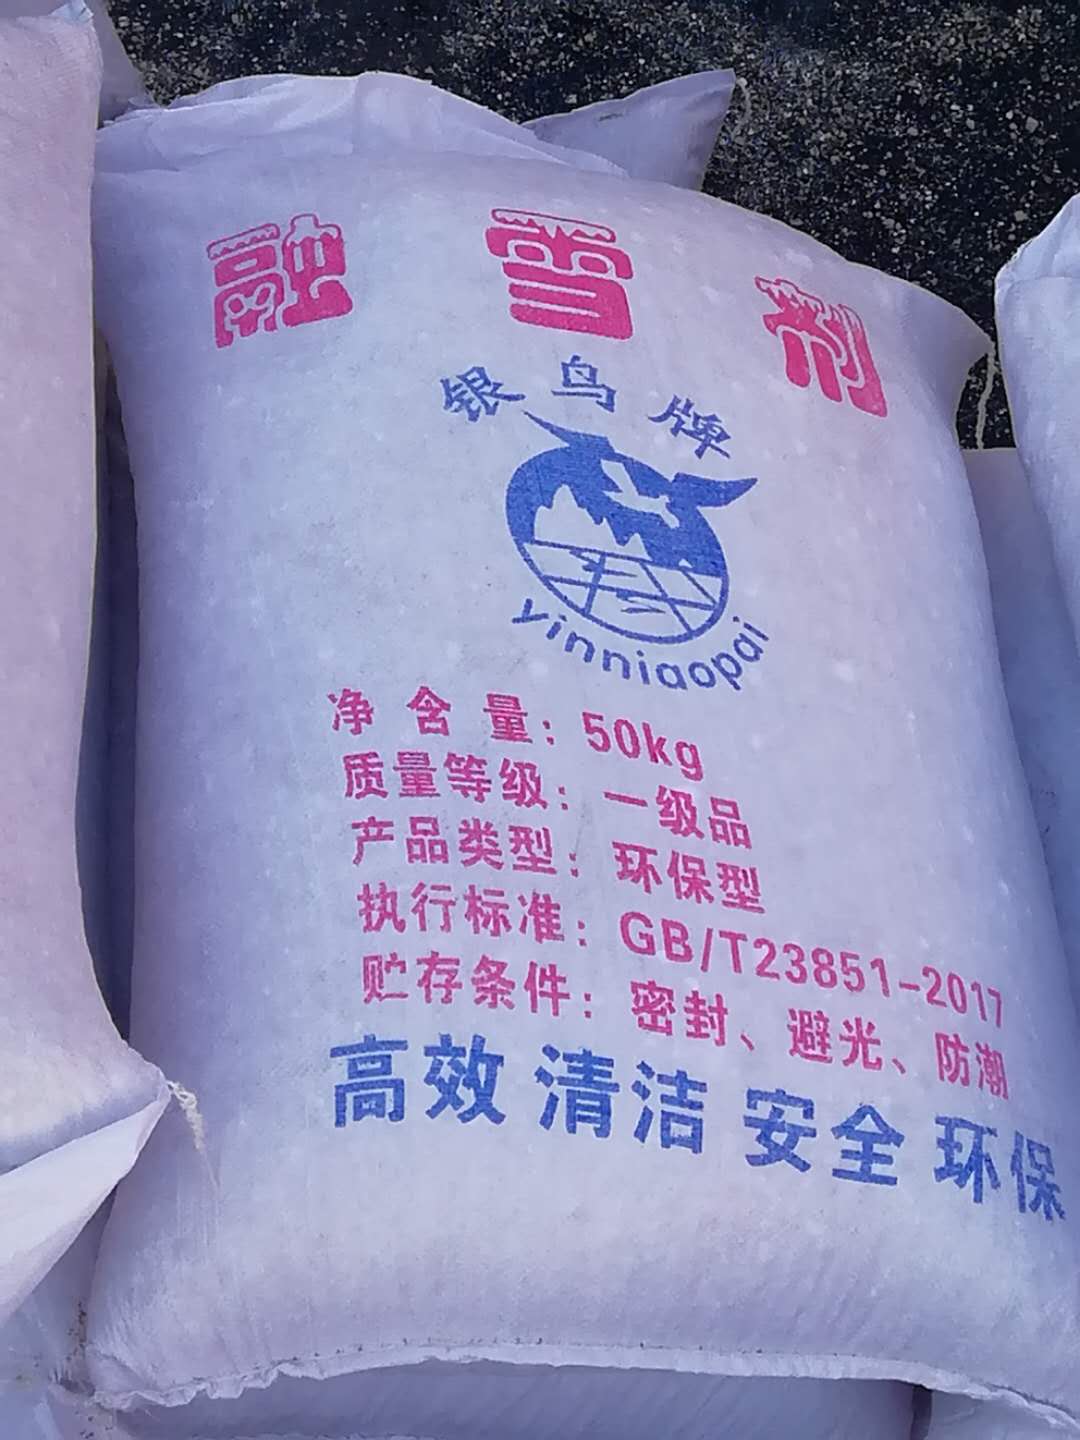 融雪剂
银鸟牌
yinniaopai
净含量：50kg
质量等级：一级品
产品类型：环保型
执行标准：GB/T23851-2017
贮存条件：密封、避光、防潮
高效 清洁 安全 环保